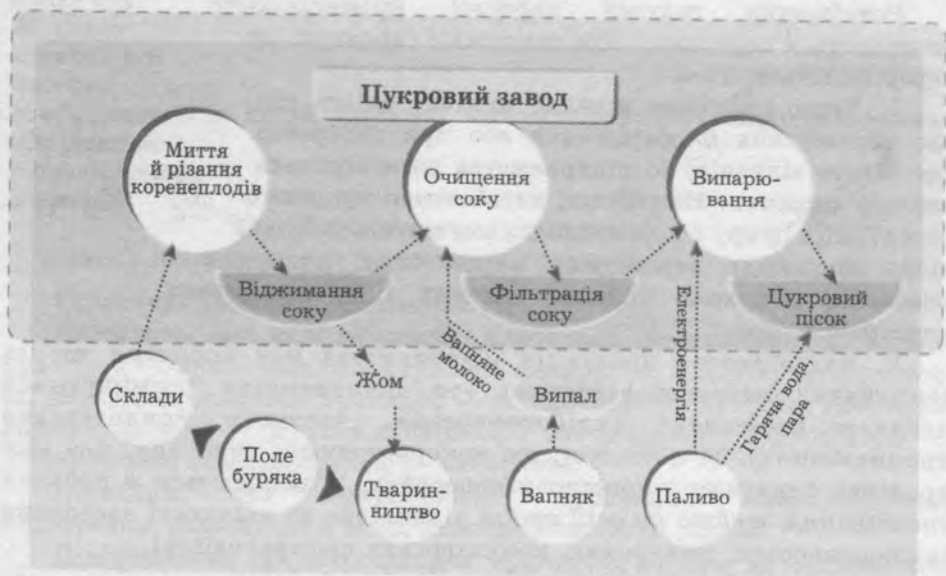 Цукровий завод
Миття
й різання
коренеплодів
Очищення
соку
Випарю-
вання
Віджимання
соку
Фільтрація
соку
Цукровий
пісок
Вапняне
молоко
Електроенергія
Гаряча вода,
пара
Жом
Випал
Склади
Поле
буряка
Тварин-
ництво
Вапняк
Паливо